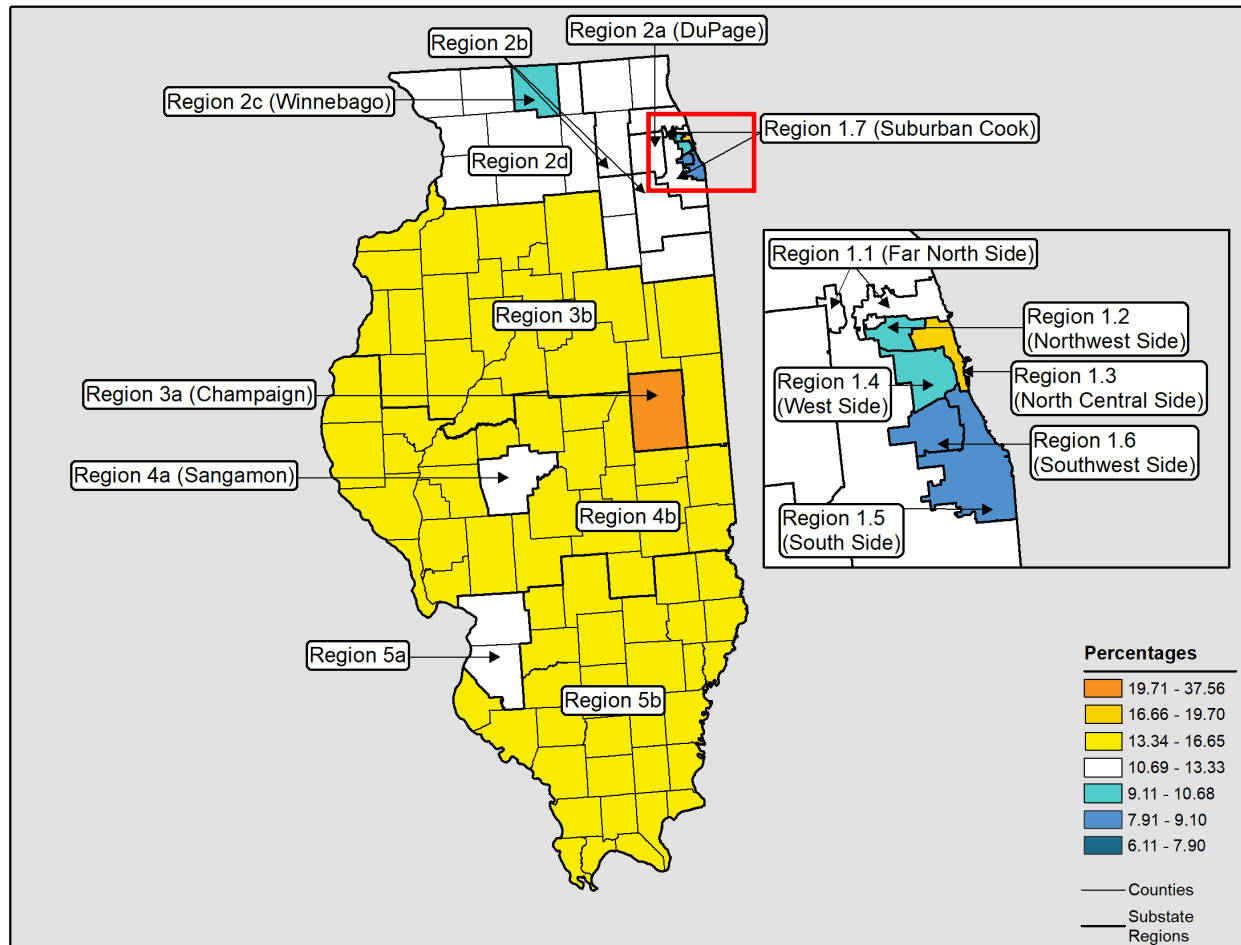 Region 2a (DuPage)
Region 2b
Region 2c (Winnebago)
Region 1.7 (Suburban Cook)
Region 2d
Region 1.1 (Far North Side)
Region 3b
Region 1.2
(Northwest Side)
Region 1.4
(West Side)
Region 1.3
(North Central Side)
Region 3a (Champaign)
Region 1.6
(Southwest Side)
Region 4a (Sangamon)
Region 4b
Region 1.5
(South Side)
Region 5a
Region 5b
Percentages
19.71 - 37.56
16.66 - 19.70
13.34 - 16.65
10.69 - 13.33
9.11 - 10.68
7.91 - 9.10
6.11 - 7.90
Counties
Substate
Regions